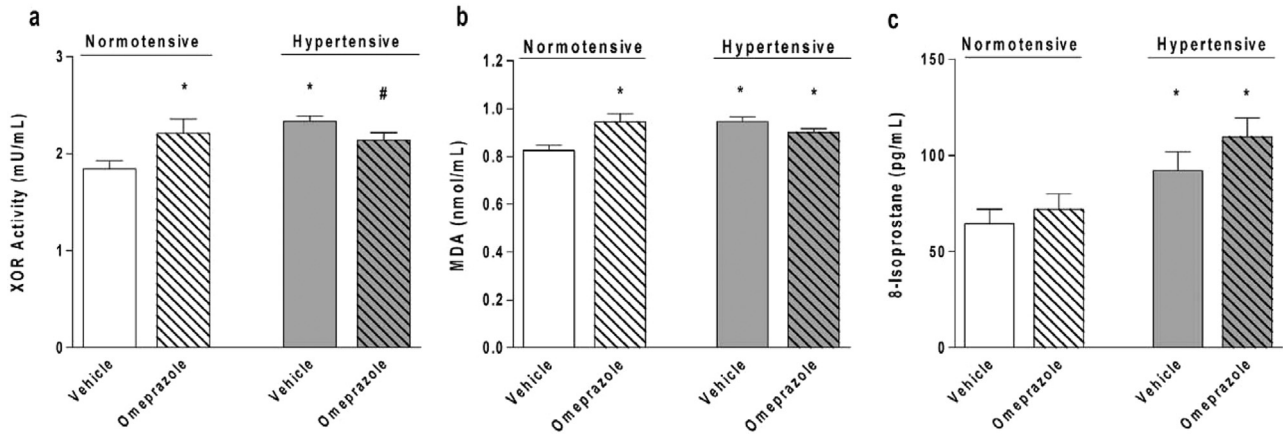 a
Normotensive
Hypertensive
XOR Activity (mU/mL)
3
2
1
0
*
*
#
Vehicle
Omeprazole
Vehicle
Omeprazole
b
Normotensive
Hypertensive
MDA (nmol/mL)
1.2
1.0
0.8
0.6
0.4
0.2
0.0
*
*
*
Vehicle
Omeprazole
Vehicle
Omeprazole
c
Normotensive
Hypertensive
8-Isoprostane (pg/mL)
150
100
50
0
*
*
Vehicle
Omeprazole
Vehicle
Omeprazole